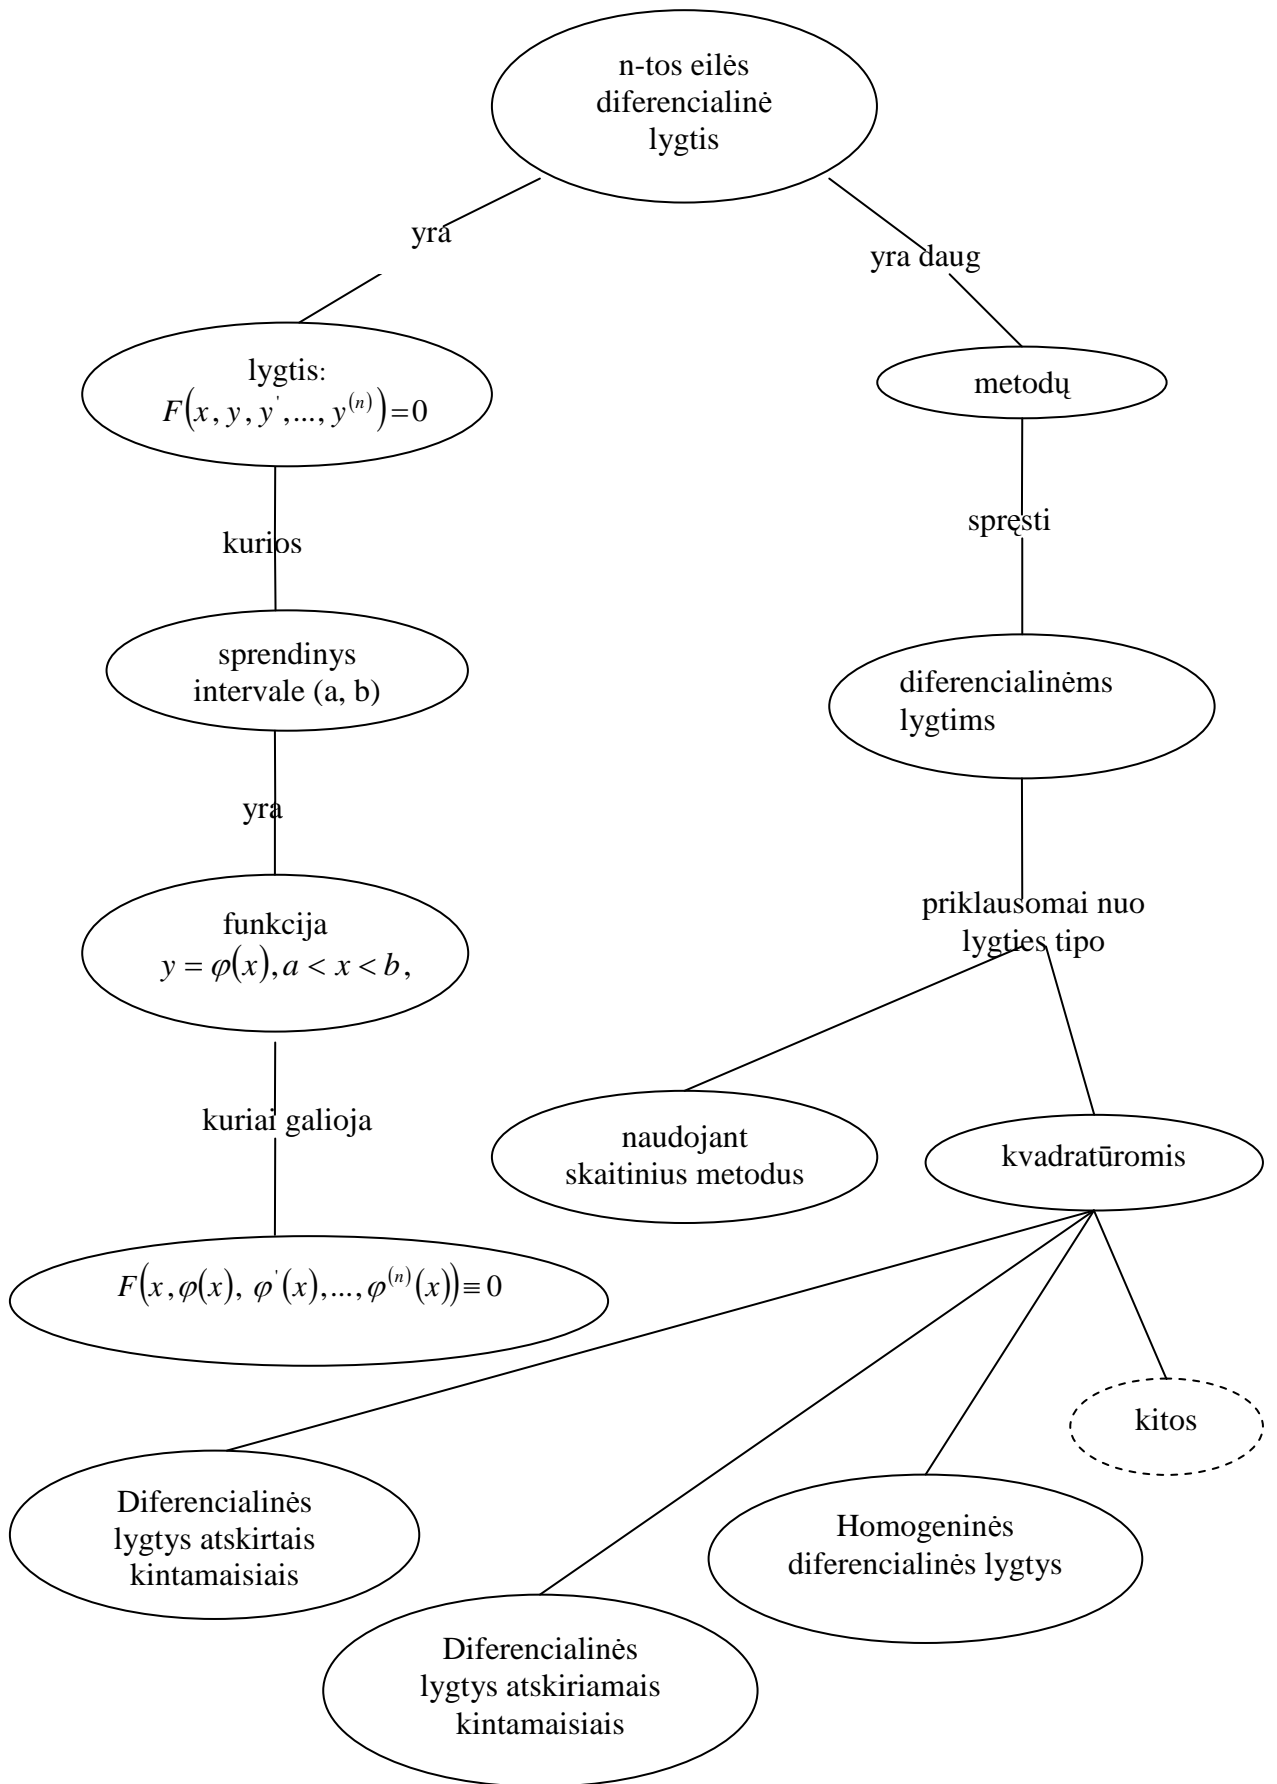 n-tos eilės
diferencialinė
lygtis
yra
yra daug
lygtis:
F(x, y, y',..., y⁽ⁿ⁾)=0
metodų
kurios
spręsti
sprendinys
intervale (a, b)
diferencialinėms
lygtims
yra
funkcija
y = φ(x), a < x < b,
priklausomai nuo
lygties tipo
kuriai galioja
naudojant
skaitinius metodus
kvadratūromis
F(x, φ(x), φ'(x),..., φ⁽ⁿ⁾(x)) ≡ 0
kitos
Diferencialinės
lygtys atskirtais
kintamaisiais
Homogeninės
diferencialinės lygtys
Diferencialinės
lygtys atskiriamais
kintamaisiais